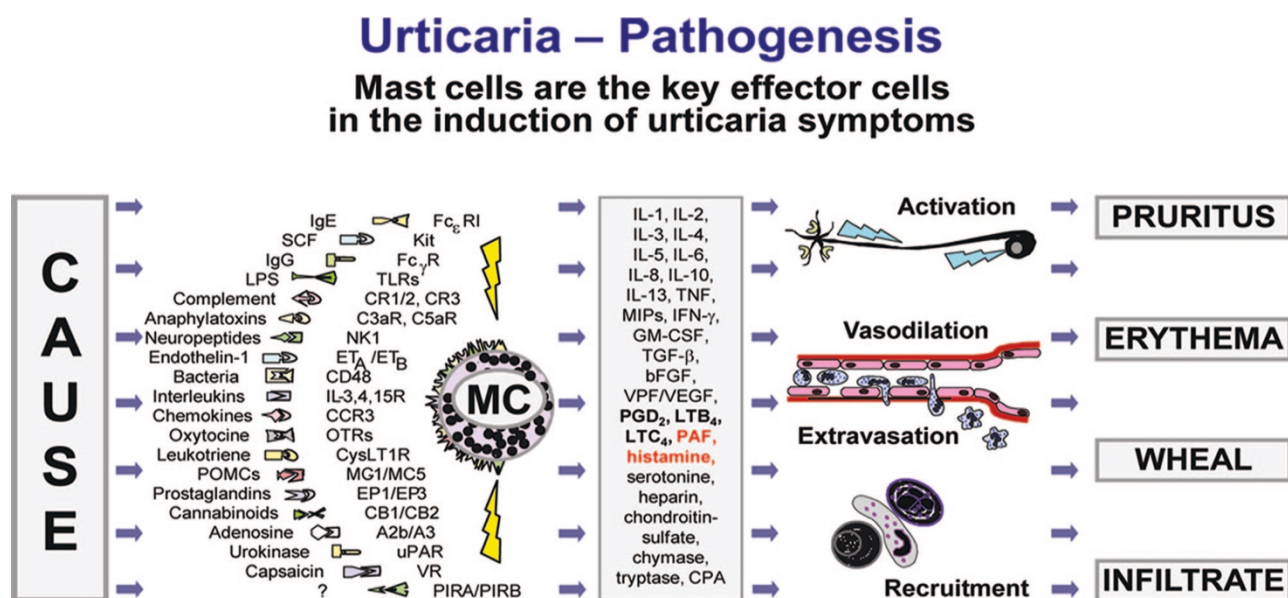 Urticaria – Pathogenesis
Mast cells are the key effector cells
in the induction of urticaria symptoms
CAUSE
IgE FcεRI
SCF Kit
IgG FcγR
LPS TLRs
Complement CR1/2, CR3
Anaphylatoxins C3aR, C5aR
Neuropeptides NK1
Endothelin-1 ETA/ETB
Bacteria CD48
Interleukins IL-3,4,15R
Chemokines CCR3
Oxytocine OTRs
Leukotriene CysLT1R
POMCs MG1/MC5
Prostaglandins EP1/EP3
Cannabinoids CB1/CB2
Adenosine A2b/A3
Urokinase uPAR
Capsaicin VR
? PIRA/PIRB
MC
IL-1, IL-2,
IL-3, IL-4,
IL-5, IL-6,
IL-8, IL-10,
IL-13, TNF,
MIPs, IFN-γ,
GM-CSF,
TGF-β,
bFGF,
VPF/VEGF,
PGD₂, LTB₄,
LTC₄, PAF,
histamine,
serotonine,
heparin,
chondroitin-
sulfate,
chymase,
tryptase, CPA
Activation
Vasodilation
Extravasation
Recruitment
PRURITUS
ERYTHEMA
WHEAL
INFILTRATE